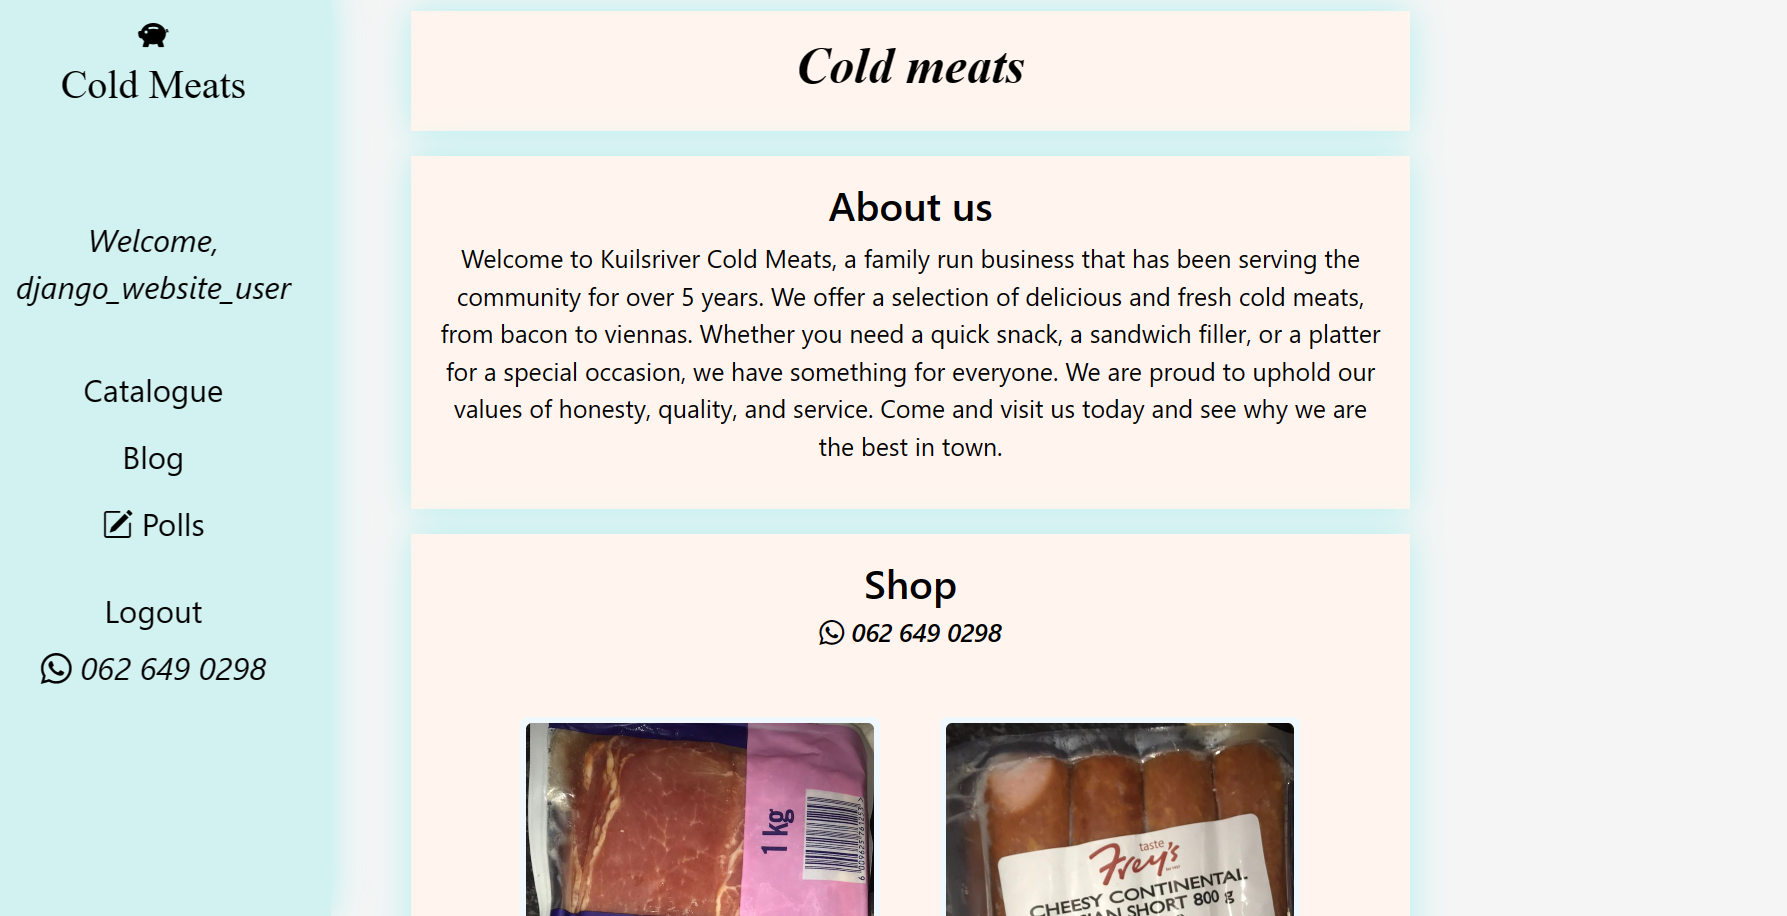 Cold Meats
Welcome,
django_website_user
Catalogue
Blog
Polls
Logout
062 649 0298
Cold meats
About us
Welcome to Kuilsriver Cold Meats, a family run business that has been serving the
community for over 5 years. We offer a selection of delicious and fresh cold meats,
from bacon to viennas. Whether you need a quick snack, a sandwich filler, or a platter
for a special occasion, we have something for everyone. We are proud to uphold our
values of honesty, quality, and service. Come and visit us today and see why we are
the best in town.
Shop
062 649 0298
1 kg
taste
Frey's
CHEESY CONTINENTAL
SHORT 800 g